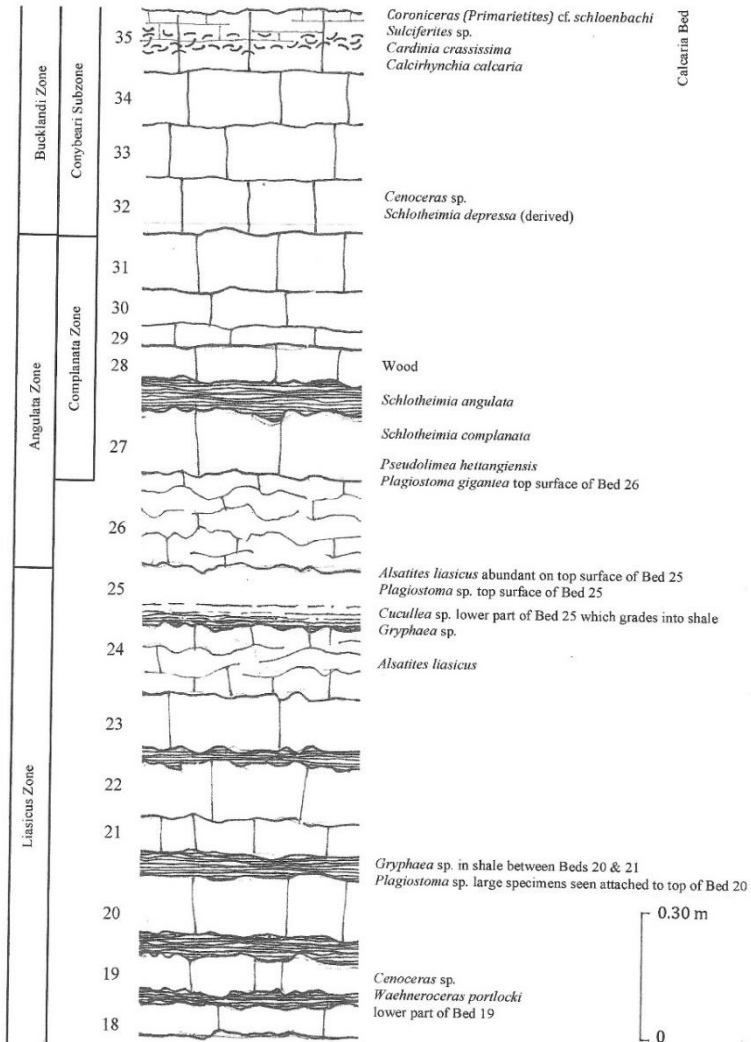 Coroniceras (Primarietites) cf. schloenbachi
Sulciferites sp.
Cardinia crassissima
Calcirhynchia calcaria
Calcaria Bed
35
34
33
32
Cenoceras sp.
Schlotheimia depressa (derived)
Bucklandi Zone
Conybeari Subzone
31
30
29
28
Wood
Schlotheimia angulata
27
Schlotheimia complanata
Pseudolimea hettangiensis
Plagiostoma gigantea top surface of Bed 26
26
Angulata Zone
Complanata Zone
25
Alsatites liasicus abundant on top surface of Bed 25
Plagiostoma sp. top surface of Bed 25
Cucullea sp. lower part of Bed 25 which grades into shale
Gryphaea sp.
24
Alsatites liasicus
23
22
21
Gryphaea sp. in shale between Beds 20 & 21
Plagiostoma sp. large specimens seen attached to top of Bed 20
20
19
Cenoceras sp.
Waehneroceras portlocki
lower part of Bed 19
18
Liasicus Zone
0.30 m
0